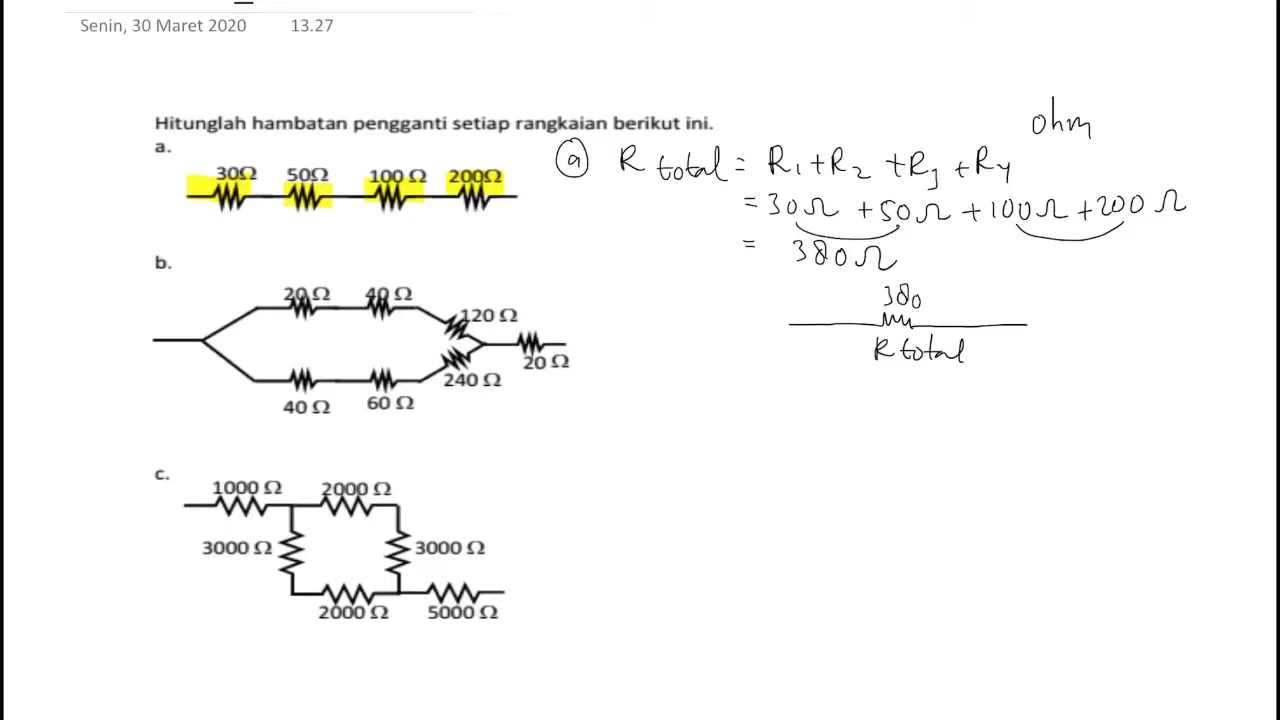 Senin, 30 Maret 2020 13.27
Hitunglah hambatan pengganti setiap rangkaian berikut ini.
ohm
a.
30Ω 50Ω 100 Ω 200Ω
ⓐ R total = R1 + R2 + R3 + R4
= 30 Ω + 50 Ω + 100 Ω + 200 Ω
= 380 Ω
380
R total
b.
20 Ω 40 Ω
120 Ω
20 Ω
240 Ω
40 Ω 60 Ω
c.
1000 Ω 2000 Ω
3000 Ω 3000 Ω
2000 Ω 5000 Ω